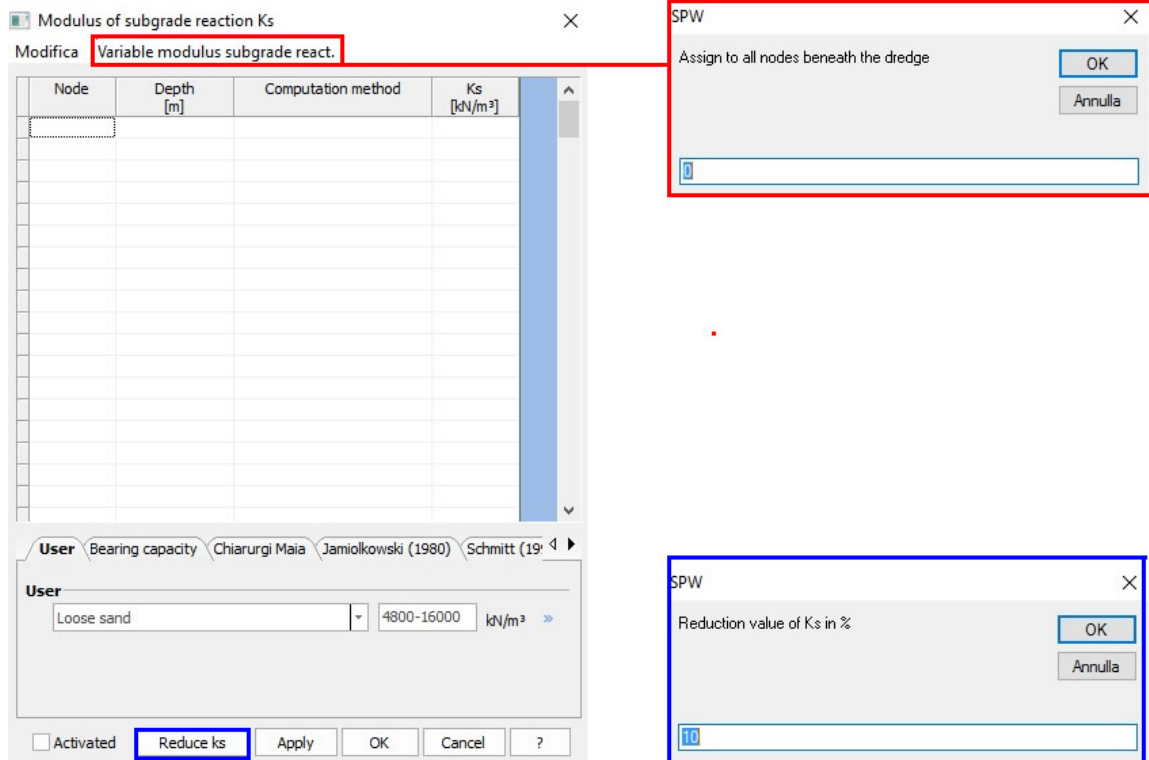 Modulus of subgrade reaction Ks
Modifica Variable modulus subgrade react.
Node Depth [m] Computation method Ks [kN/m³]
User Bearing capacity Chiarurgi Maia Jamiolkowski (1980) Schmitt (19
User
Loose sand 4800-16000 kN/m³ »
Activated Reduce ks Apply OK Cancel ?
SPW
Assign to all nodes beneath the dredge
OK
Annulla
0
SPW
Reduction value of Ks in %
OK
Annulla
10